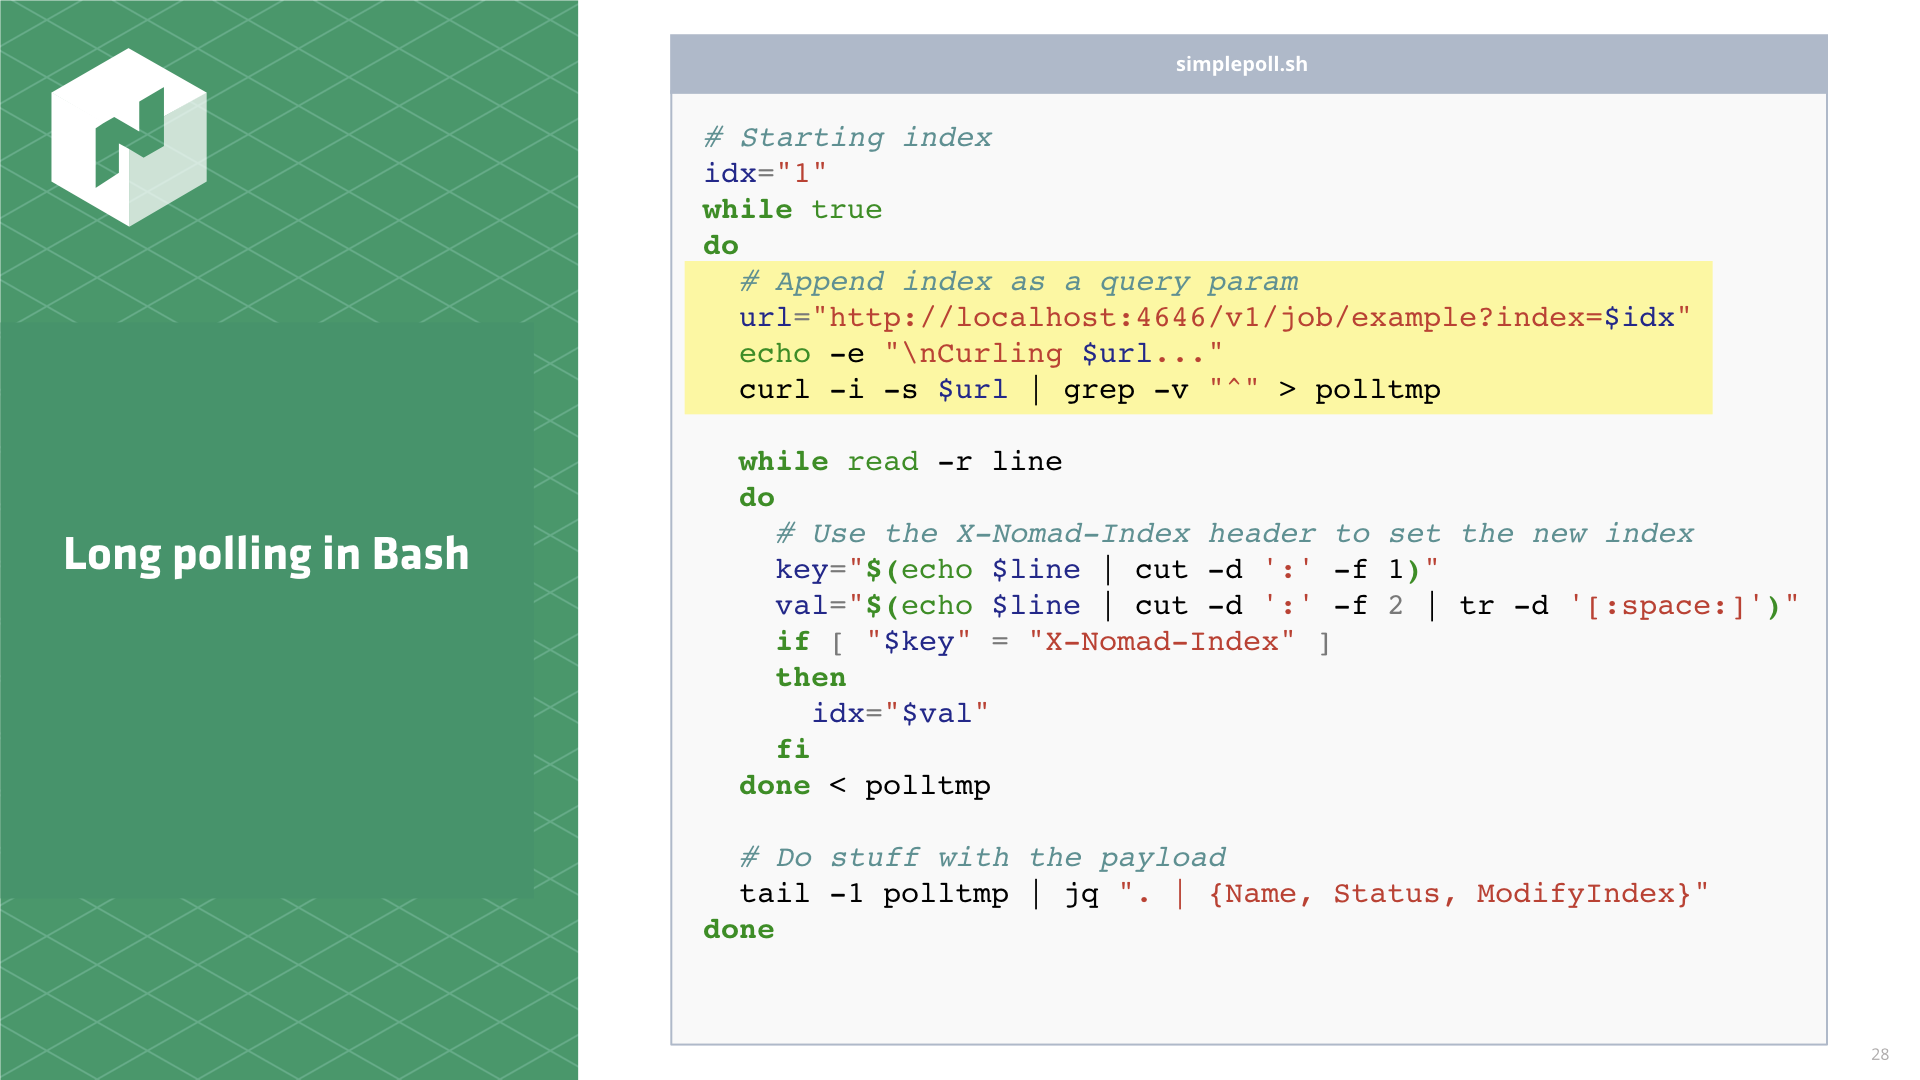 Long polling in Bash
simplepoll.sh
# Starting index
idx="1"
while true
do
  # Append index as a query param
  url="http://localhost:4646/v1/job/example?index=$idx"
  echo -e "\nCurling $url..."
  curl -i -s $url | grep -v "^" > polltmp

  while read -r line
  do
    # Use the X-Nomad-Index header to set the new index
    key="$(echo $line | cut -d ':' -f 1)"
    val="$(echo $line | cut -d ':' -f 2 | tr -d '[:space:]')"
    if [ "$key" = "X-Nomad-Index" ]
    then
      idx="$val"
    fi
  done < polltmp

  # Do stuff with the payload
  tail -1 polltmp | jq ". | {Name, Status, ModifyIndex}"
done
28